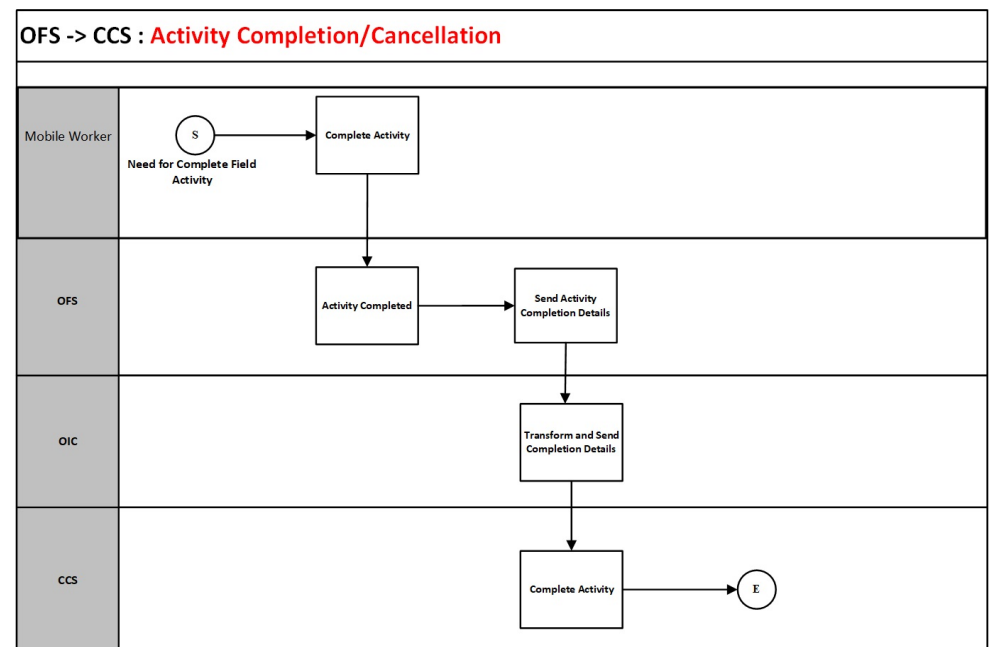 OFS -> CCS : Activity Completion/Cancellation
Mobile Worker
S
Need for Complete Field
Activity
Complete Activity
OFS
Activity Completed
Send Activity
Completion Details
OIC
Transform and Send
Completion Details
CCS
Complete Activity
E